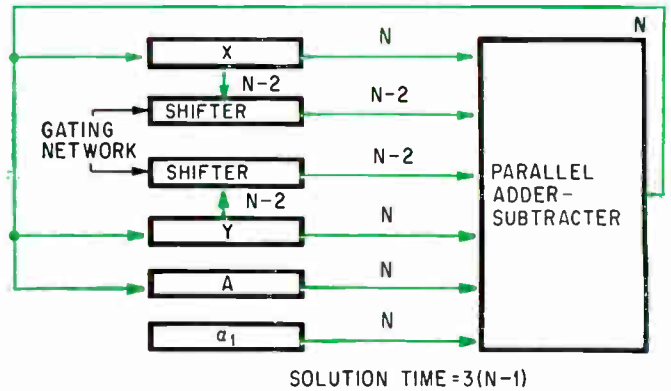 N
X
N
N-2
SHIFTER
N-2
GATING
NETWORK
SHIFTER
N-2
PARALLEL
ADDER-
SUBTRACTER
N-2
Y
N
A
N
α1
N
SOLUTION TIME=3(N-1)